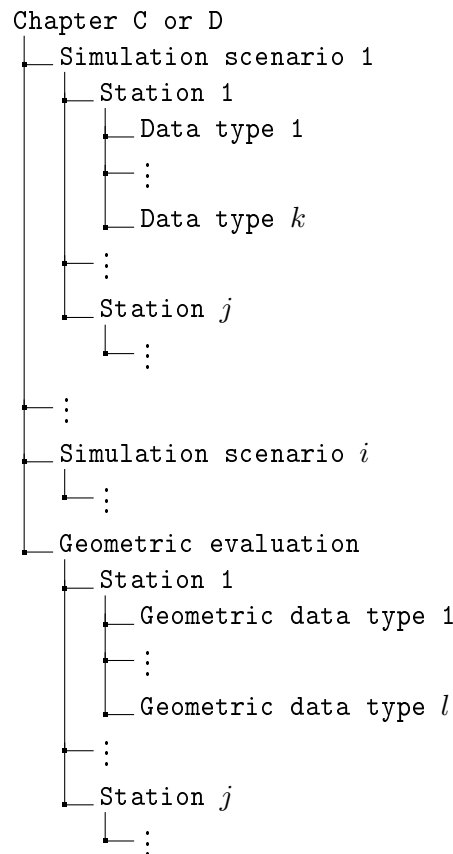 Chapter C or D
Simulation scenario 1
Station 1
Data type 1
⋮
Data type k
⋮
Station j
⋮
⋮
Simulation scenario i
⋮
Geometric evaluation
Station 1
Geometric data type 1
⋮
Geometric data type l
⋮
Station j
⋮